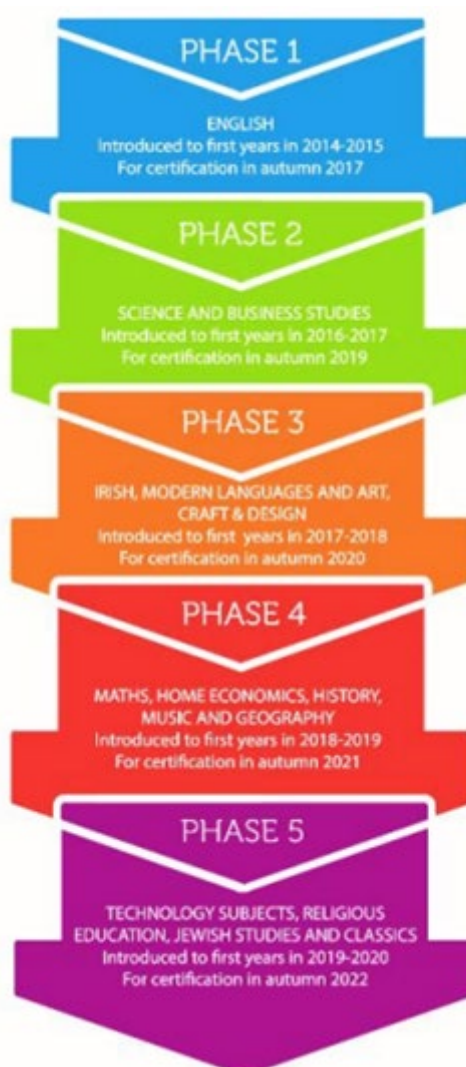 PHASE 1
ENGLISH
Introduced to first years in 2014-2015
For certification in autumn 2017
PHASE 2
SCIENCE AND BUSINESS STUDIES
Introduced to first years in 2016-2017
For certification in autumn 2019
PHASE 3
IRISH, MODERN LANGUAGES AND ART,
CRAFT & DESIGN
Introduced to first years in 2017-2018
For certification in autumn 2020
PHASE 4
MATHS, HOME ECONOMICS, HISTORY,
MUSIC AND GEOGRAPHY
Introduced to first years in 2018-2019
For certification in autumn 2021
PHASE 5
TECHNOLOGY SUBJECTS, RELIGIOUS
EDUCATION, JEWISH STUDIES AND CLASSICS
Introduced to first years in 2019-2020
For certification in autumn 2022